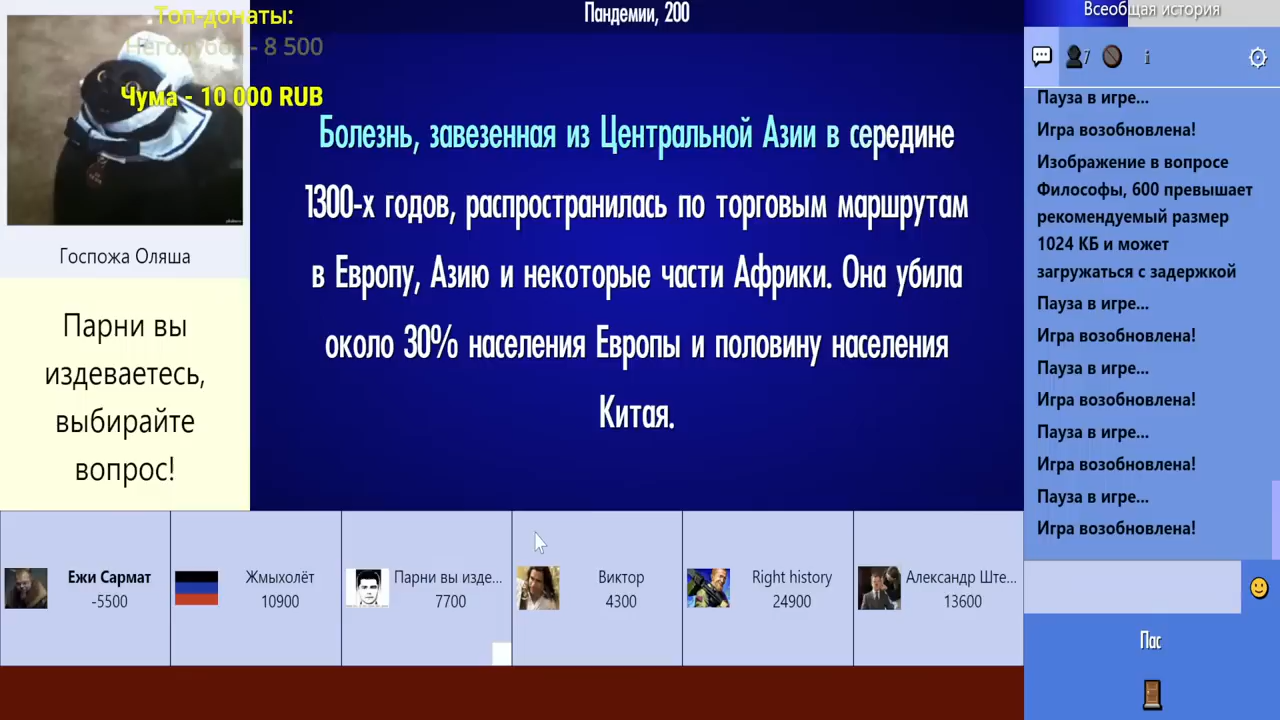 Топ-донаты:
Неголубой - 8 500
Чума - 10 000 RUB
Госпожа Оляша
Парни вы
издеваетесь,
выбирайте
вопрос!
Пандемии, 200
Болезнь, завезенная из Центральной Азии в середине
1300-х годов, распространилась по торговым маршрутам
в Европу, Азию и некоторые части Африки. Она убила
около 30% населения Европы и половину населения
Китая.
Всеобщая история
7
i
Пауза в игре...
Игра возобновлена!
Изображение в вопросе
Философы, 600 превышает
рекомендуемый размер
1024 КБ и может
загружаться с задержкой
Пауза в игре...
Игра возобновлена!
Пауза в игре...
Игра возобновлена!
Пауза в игре...
Игра возобновлена!
Пауза в игре...
Игра возобновлена!
Пас
Ежи Сармат
-5500
Жмыхолёт
10900
Парни вы изде...
7700
Виктор
4300
Right history
24900
Александр Ште...
13600